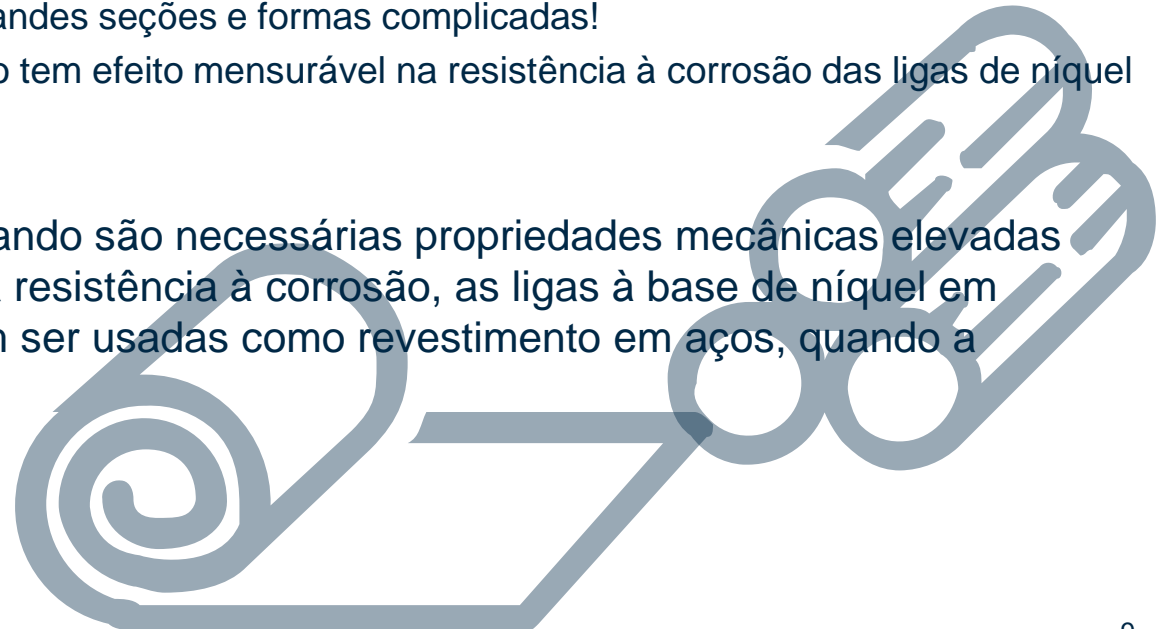 andes seções e formas complicadas!
o tem efeito mensurável na resistência à corrosão das ligas de níquel
ando são necessárias propriedades mecânicas elevadas
resistência à corrosão, as ligas à base de níquel em
ser usadas como revestimento em aços, quando a